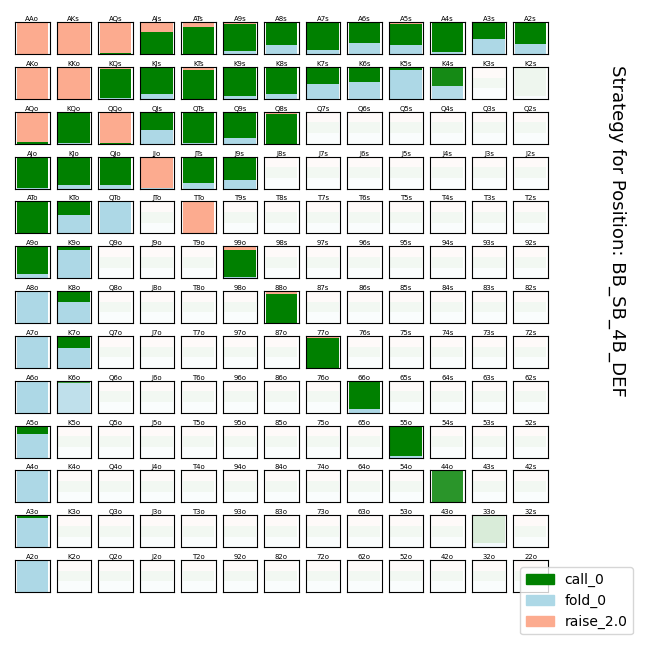 AAo AKs AQs AJs ATs A9s A8s A7s A6s A5s A4s A3s A2s
AKo KKo KQs KJs KTs K9s K8s K7s K6s K5s K4s K3s K2s
AQo KQo QQo QJs QTs Q9s Q8s Q7s Q6s Q5s Q4s Q3s Q2s
AJo KJo QJo JJo JTs J9s J8s J7s J6s J5s J4s J3s J2s
ATo KTo QTo JTo TTo T9s T8s T7s T6s T5s T4s T3s T2s
A9o K9o Q9o J9o T9o 99o 98s 97s 96s 95s 94s 93s 92s
A8o K8o Q8o J8o T8o 98o 88o 87s 86s 85s 84s 83s 82s
A7o K7o Q7o J7o T7o 97o 87o 77o 76s 75s 74s 73s 72s
A6o K6o Q6o J6o T6o 96o 86o 76o 66o 65s 64s 63s 62s
A5o K5o Q5o J5o T5o 95o 85o 75o 65o 55o 54s 53s 52s
A4o K4o Q4o J4o T4o 94o 84o 74o 64o 54o 44o 43s 42s
A3o K3o Q3o J3o T3o 93o 83o 73o 63o 53o 43o 33o 32s
A2o K2o Q2o J2o T2o 92o 82o 72o 62o 52o 42o 32o 22o
Strategy for Position: BB_SB_4B_DEF
call_0
fold_0
raise_2.0